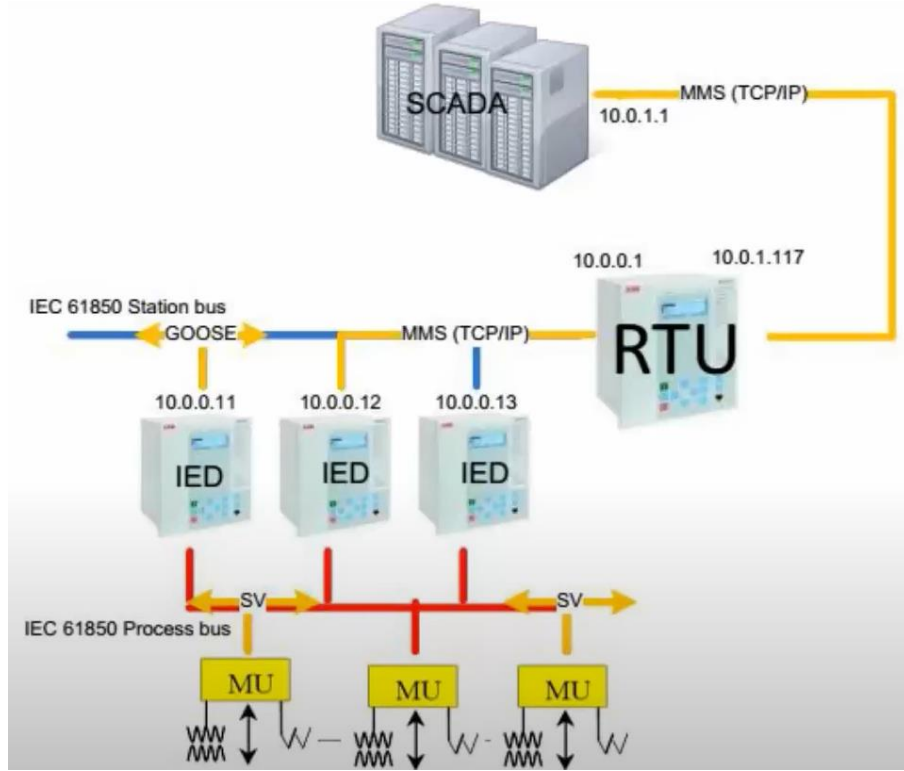 SCADA
MMS (TCP/IP)
10.0.1.1
10.0.0.1
10.0.1.117
IEC 61850 Station bus
GOOSE
MMS (TCP/IP)
RTU
10.0.0.11
10.0.0.12
10.0.0.13
IED
IED
IED
SV
SV
IEC 61850 Process bus
MU
MU
MU